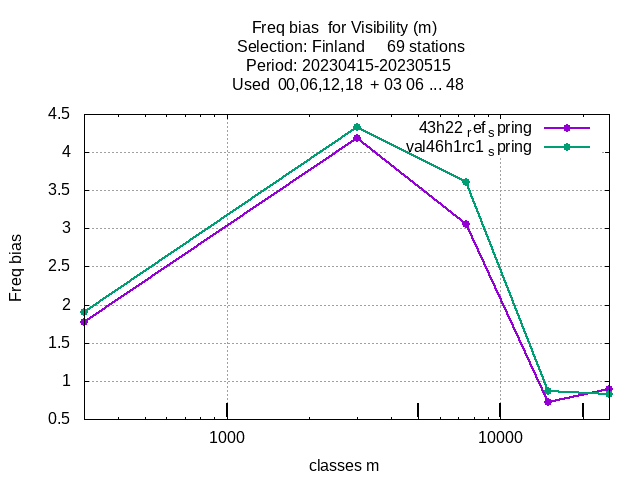 Freq bias  for Visibility (m)
Selection: Finland     69 stations
Period: 20230415-20230515
Used  00,06,12,18  + 03 06 ... 48
43h22 ref spring
val46h1rc1 spring
4.5
4
3.5
3
2.5
2
1.5
1
0.5
Freq bias
1000
10000
classes m